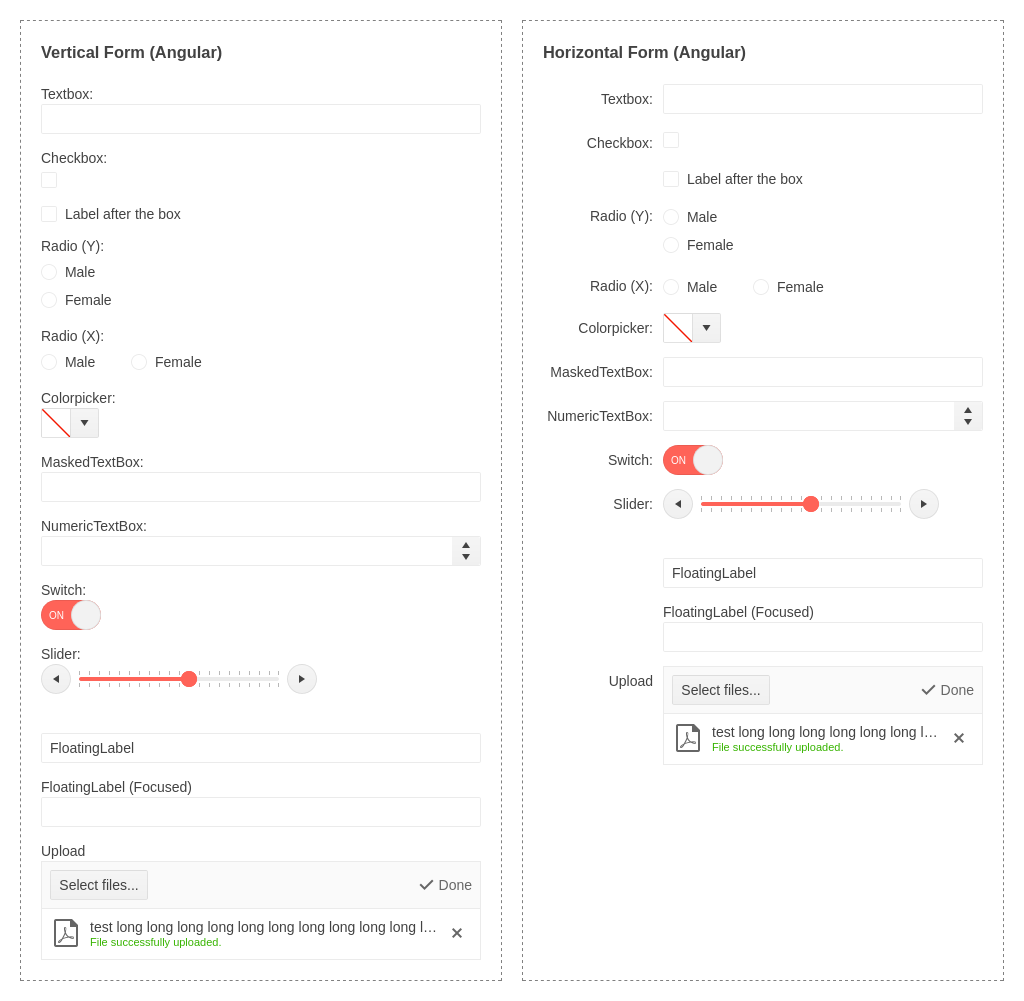 Vertical Form (Angular)
Textbox:
Checkbox:
Label after the box
Radio (Y):
Male
Female
Radio (X):
Male Female
Colorpicker:
MaskedTextBox:
NumericTextBox:
Switch:
ON
Slider:
FloatingLabel
FloatingLabel (Focused)
Upload
Select files... Done
test long long long long long long long long long long l…
File successfully uploaded.
Horizontal Form (Angular)
Textbox:
Checkbox:
Label after the box
Radio (Y): Male
Female
Radio (X): Male Female
Colorpicker:
MaskedTextBox:
NumericTextBox:
Switch: ON
Slider:
FloatingLabel
FloatingLabel (Focused)
Upload Select files... Done
test long long long long long long l…
File successfully uploaded.